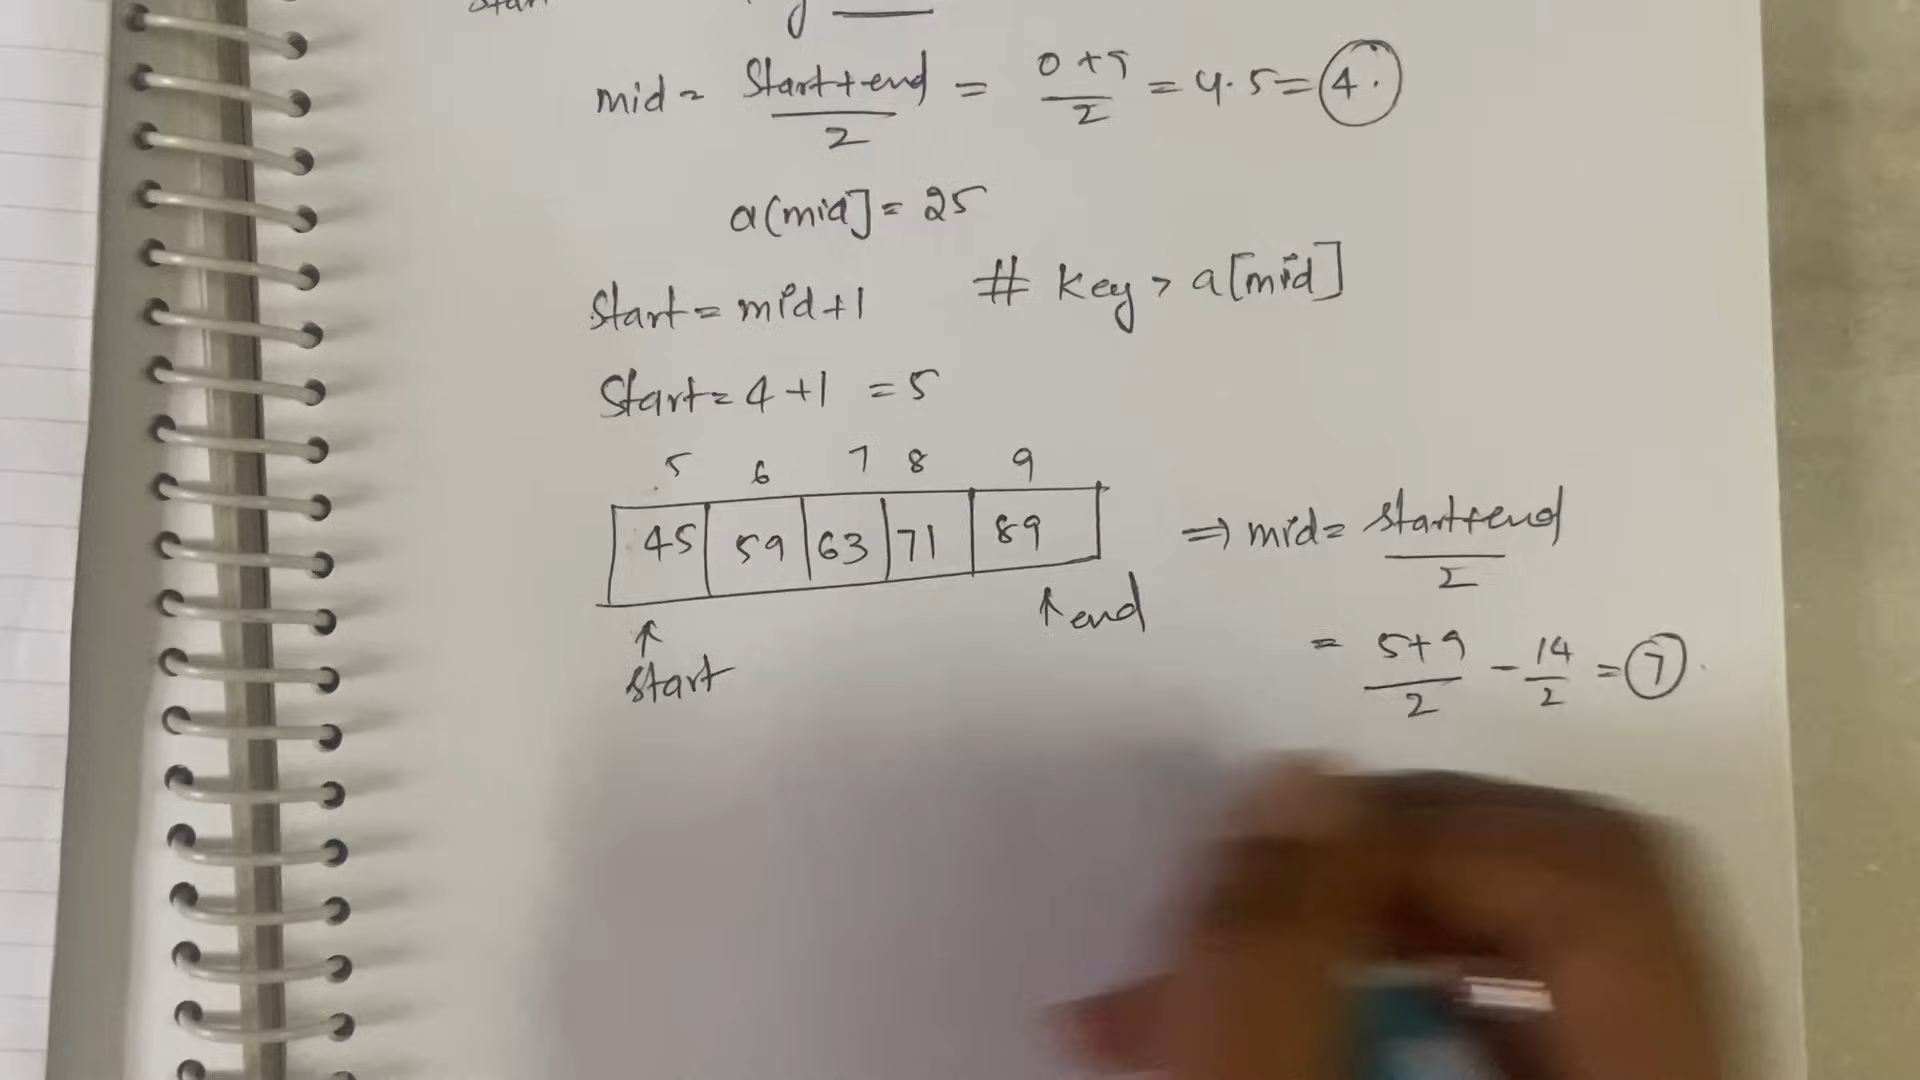 mid = Start+end / 2 = 0+9 / 2 = 4.5 = 4.
a[mid] = 25
Start = mid+1 # Key > a[mid]
Start = 4+1 = 5
5 6 7 8 9
45 59 63 71 89 ⇒ mid = start+end / 2
↑ start ↑ end
= 5+9 / 2 - 14 / 2 = 7.